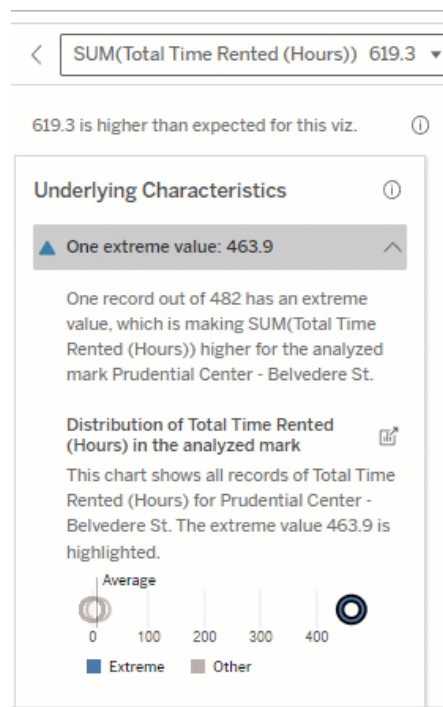 SUM(Total Time Rented (Hours)) 619.3
619.3 is higher than expected for this viz.
Underlying Characteristics
One extreme value: 463.9
One record out of 482 has an extreme
value, which is making SUM(Total Time
Rented (Hours)) higher for the analyzed
mark Prudential Center - Belvedere St.
Distribution of Total Time Rented
(Hours) in the analyzed mark
This chart shows all records of Total Time
Rented (Hours) for Prudential Center -
Belvedere St. The extreme value 463.9 is
highlighted.
Average
0 100 200 300 400
Extreme Other